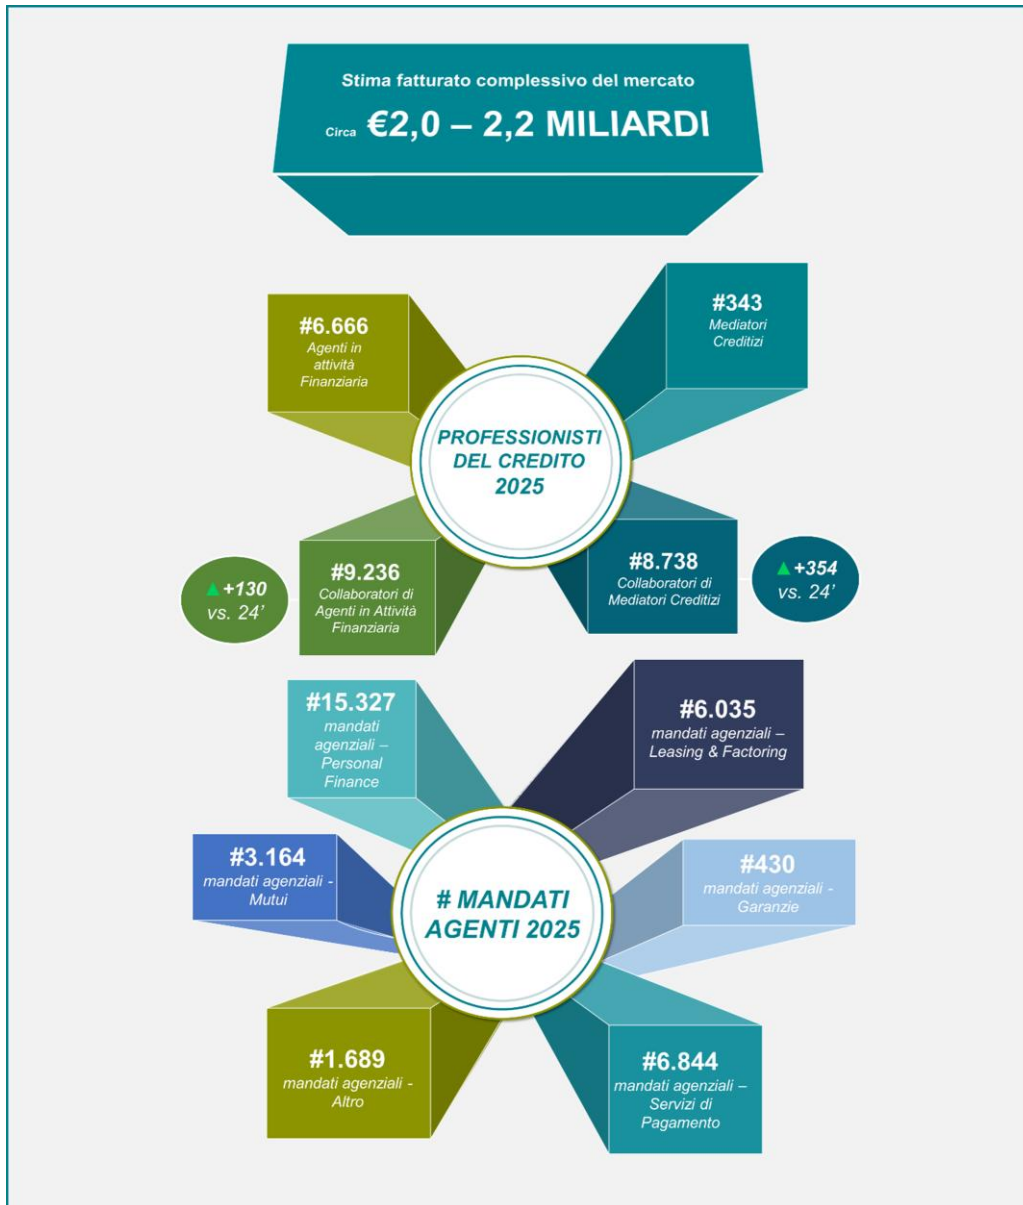 Stima fatturato complessivo del mercato
Circa €2,0 – 2,2 MILIARDI
#6.666
Agenti in
attività
Finanziaria
#343
Mediatori
Creditizi
PROFESSIONISTI
DEL CREDITO
2025
▲+130
vs. 24’
#9.236
Collaboratori di
Agenti in Attività
Finanziaria
#8.738
Collaboratori di
Mediatori Creditizi
▲+354
vs. 24’
#15.327
mandati
agenziali –
Personal
Finance
#6.035
mandati agenziali –
Leasing & Factoring
#3.164
mandati agenziali -
Mutui
#430
mandati agenziali -
Garanzie
# MANDATI
AGENTI 2025
#1.689
mandati agenziali -
Altro
#6.844
mandati agenziali –
Servizi di
Pagamento